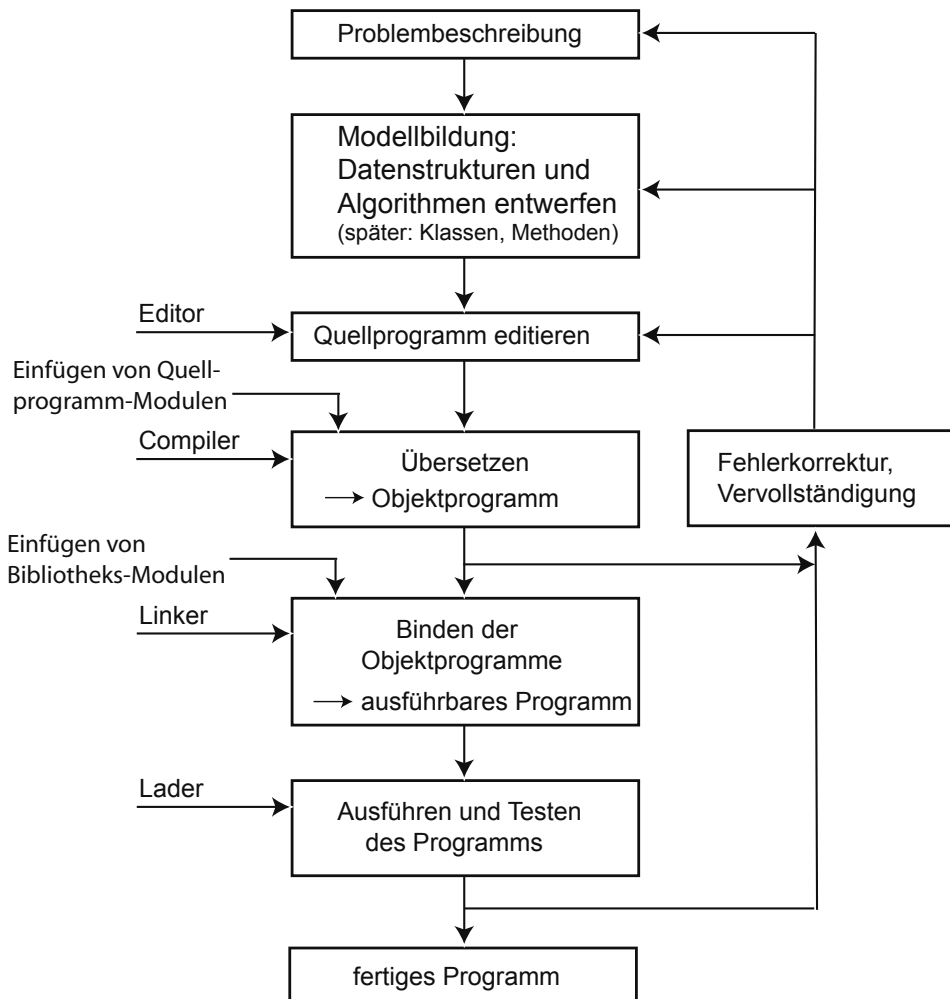 Problembeschreibung
Modellbildung:
Datenstrukturen und
Algorithmen entwerfen
(später: Klassen, Methoden)
Editor
Quellprogramm editieren
Einfügen von Quell-
programm-Modulen
Compiler
Übersetzen
→ Objektprogramm
Fehlerkorrektur,
Vervollständigung
Einfügen von
Bibliotheks-Modulen
Linker
Binden der
Objektprogramme
→ ausführbares Programm
Lader
Ausführen und Testen
des Programms
fertiges Programm